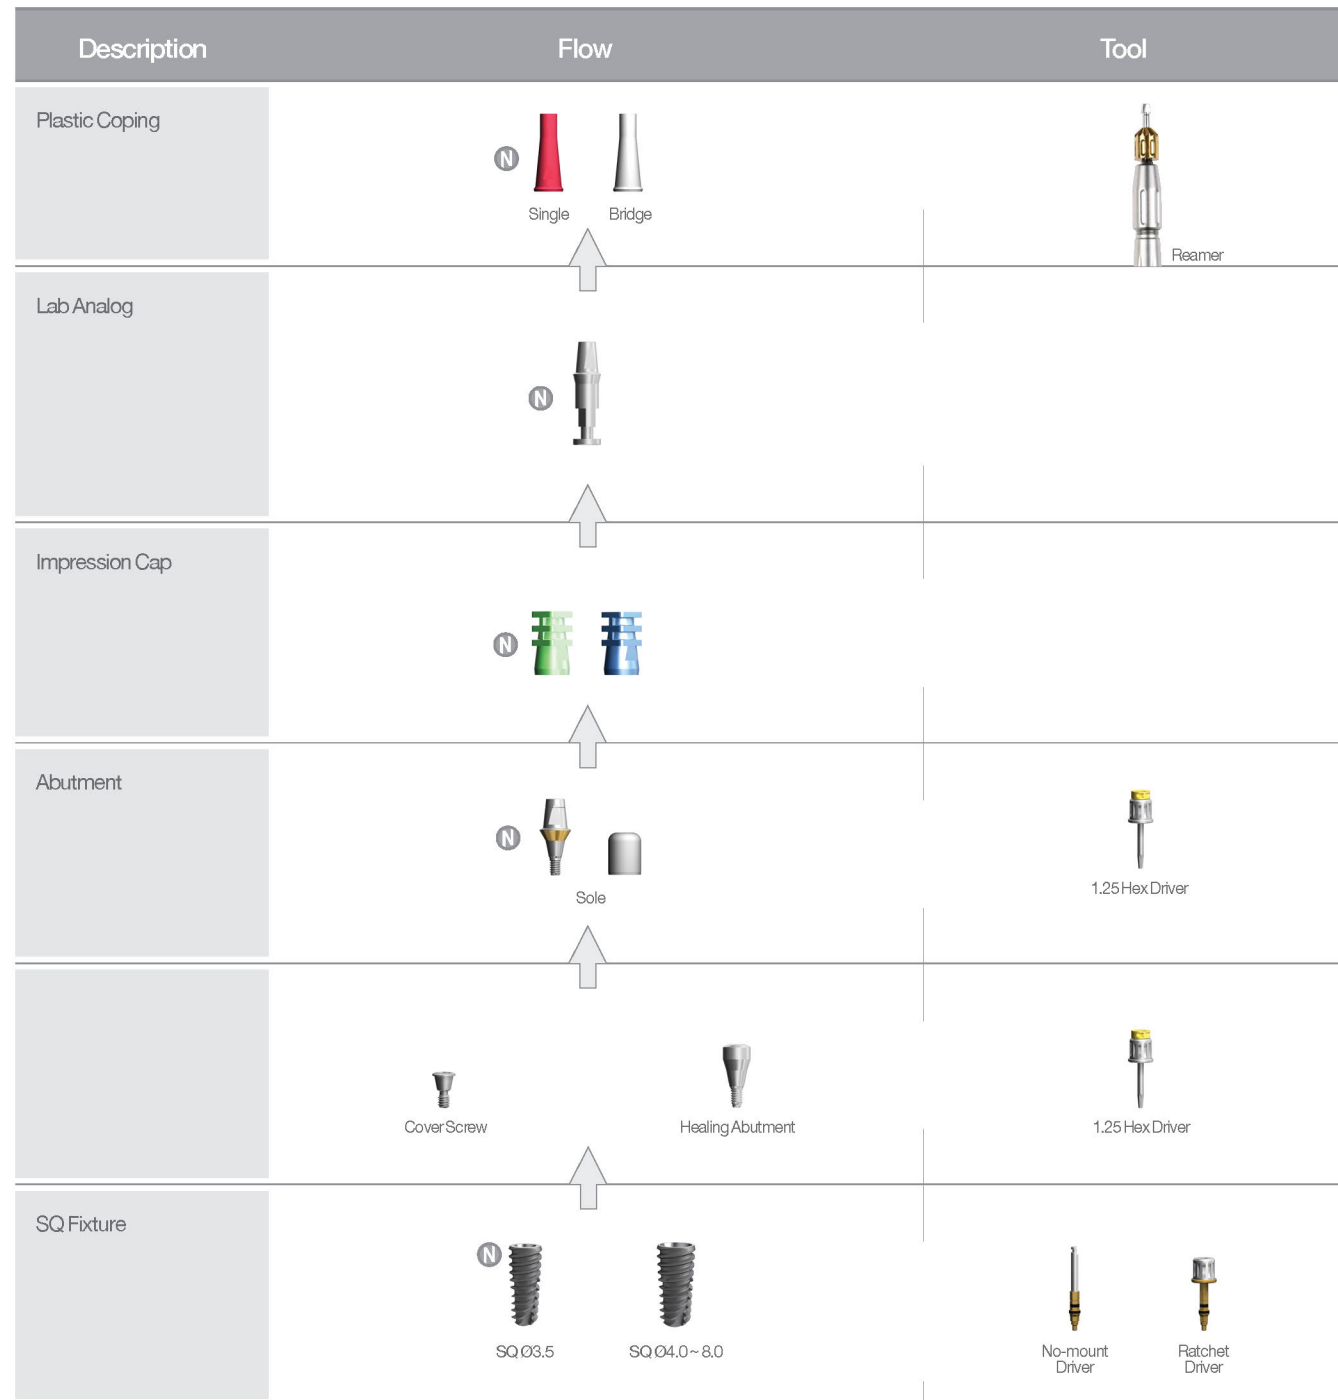 Description Flow Tool
Plastic Coping
N
Single Bridge
Reamer
Lab Analog
N
Impression Cap
N
Abutment
N
Sole
1.25 Hex Driver
Cover Screw Healing Abutment 1.25 Hex Driver
SQ Fixture
N
SQ Ø3.5 SQ Ø4.0 ~ 8.0
No-mount Driver
Ratchet Driver